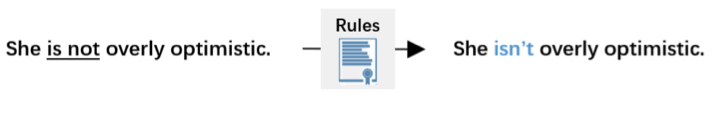 Rules
She is not overly optimistic.
She isn't overly optimistic.